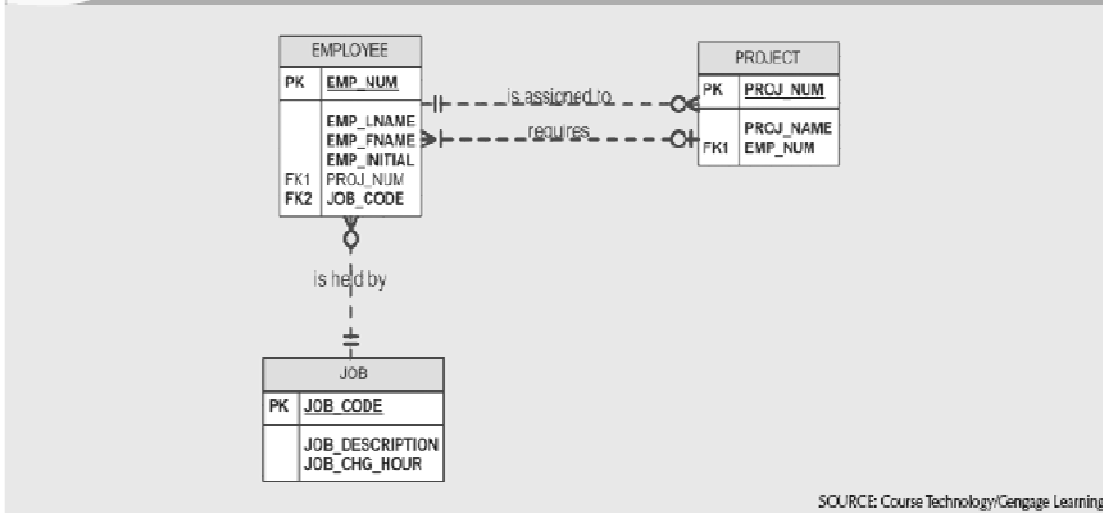 EMPLOYEE
PK EMP_NUM
EMP_LNAME
EMP_FNAME
EMP_INITIAL
FK1 PROJ_NUM
FK2 JOB_CODE
is assigned to
requires
PROJECT
PK PROJ_NUM
PROJ_NAME
FK1 EMP_NUM
is held by
JOB
PK JOB_CODE
JOB_DESCRIPTION
JOB_CHG_HOUR
SOURCE: Course Technology/Cengage Learning